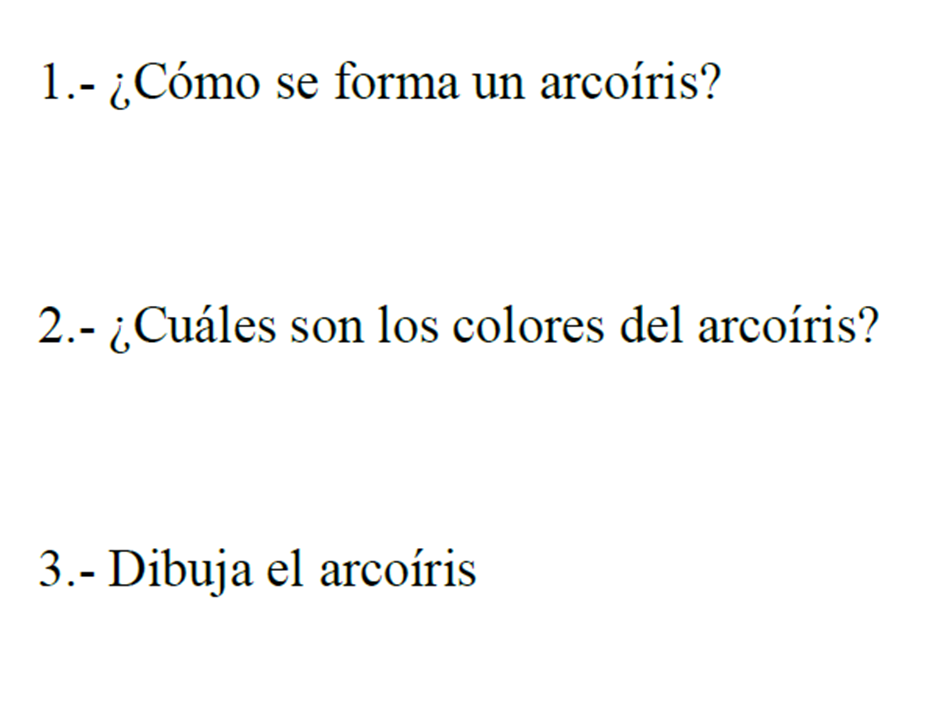 1.- ¿Cómo se forma un arcoíris?
2.- ¿Cuáles son los colores del arcoíris?
3.- Dibuja el arcoíris